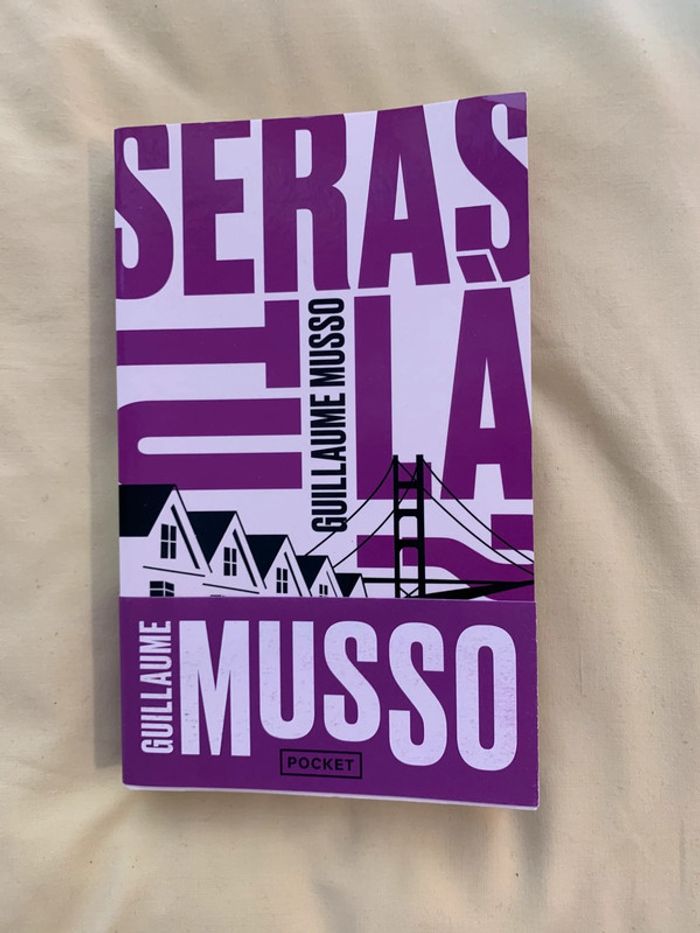 SERAS
TU
LÀ ?
GUILLAUME MUSSO
GUILLAUME
MUSSO
POCKET